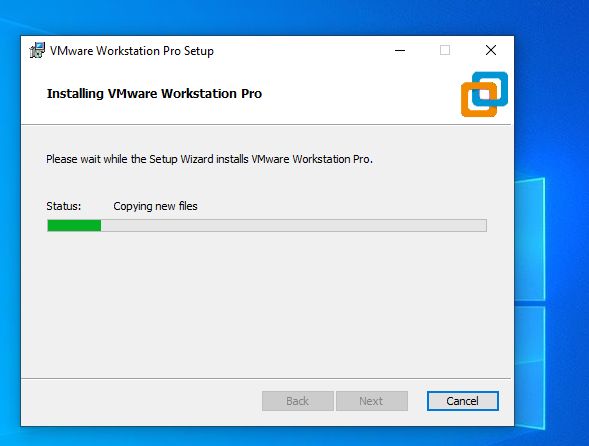 VMware Workstation Pro Setup
Installing VMware Workstation Pro
Please wait while the Setup Wizard installs VMware Workstation Pro.
Status: Copying new files
Back Next Cancel